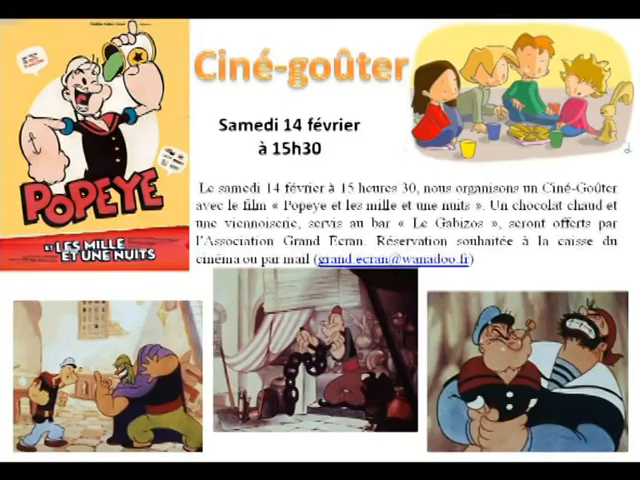 Ciné-goûter
Samedi 14 février
à 15h30
POPEYE
ET LES MILLE
ET UNE NUITS
Le samedi 14 février à 15 heures 30, nous organisons un Ciné-Goûter
avec le film « Popeye et les mille et une nuits ». Un chocolat chaud et
une viennoiserie, servis au bar « Le Gabizos », seront offerts par
l'Association Grand Ecran. Réservation souhaitée à la caisse du
cinéma ou par mail (grand.ecran@wanadoo.fr)